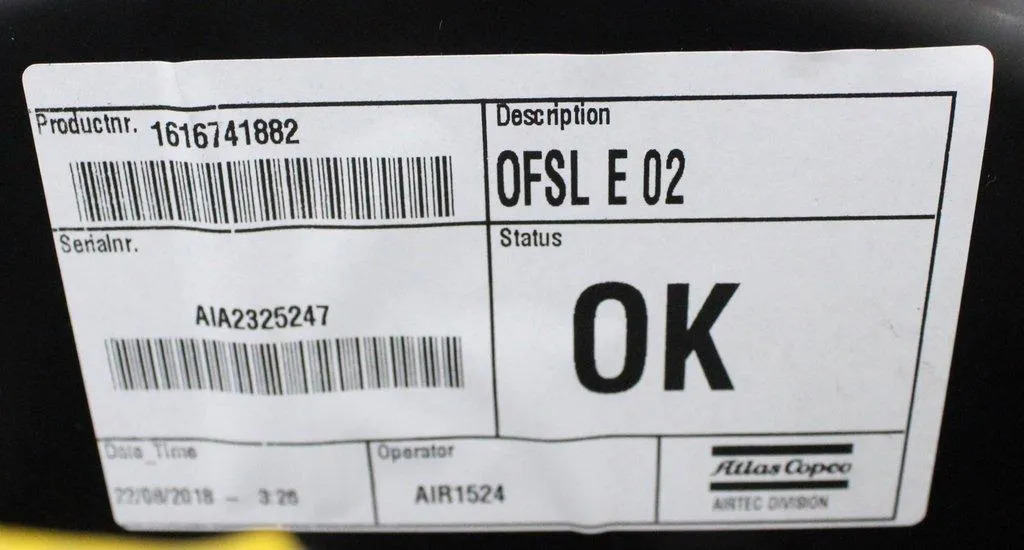 Productnr. 1616741882
Description
OFSL E 02
Serialnr.
AIA2325247
Status
OK
Date_Time
22/08/2018 - 3:26
Operator
AIR1524
Atlas Copco
AIRTEC DIVISION